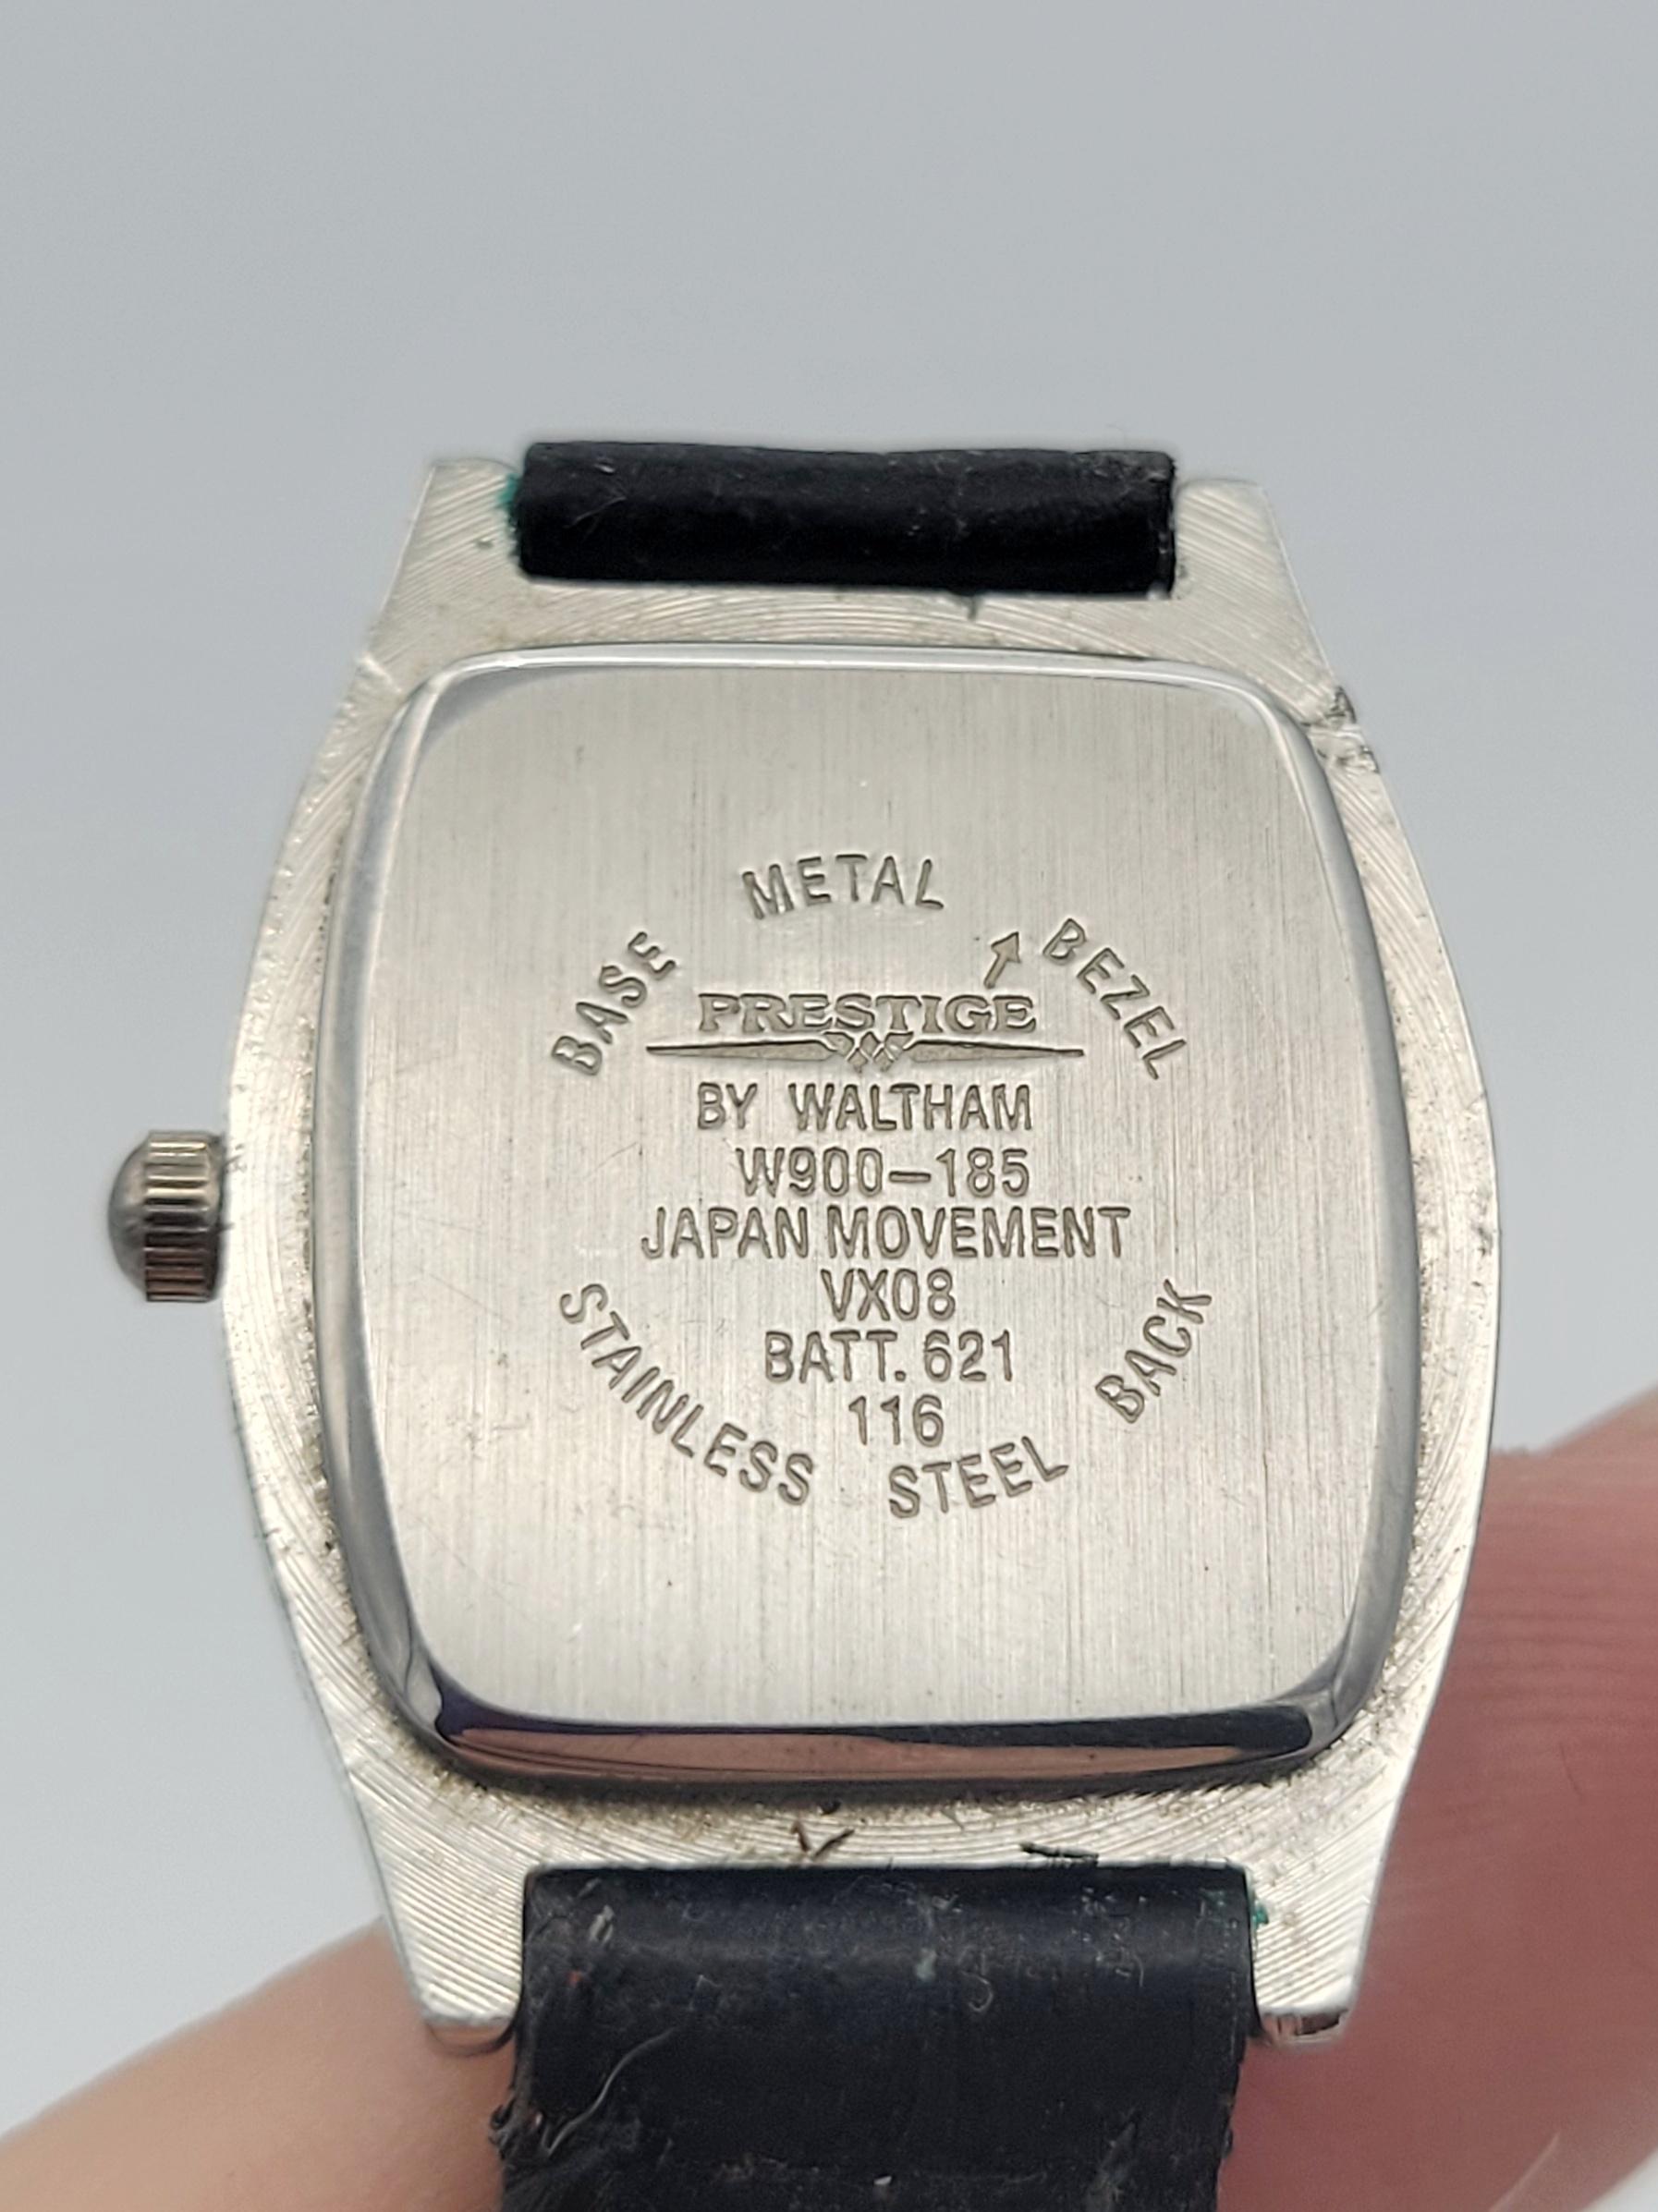 BASE METAL BEZEL
PRESTIGE
BY WALTHAM
W900-185
JAPAN MOVEMENT
VX08
BATT. 621
116
STAINLESS STEEL BACK